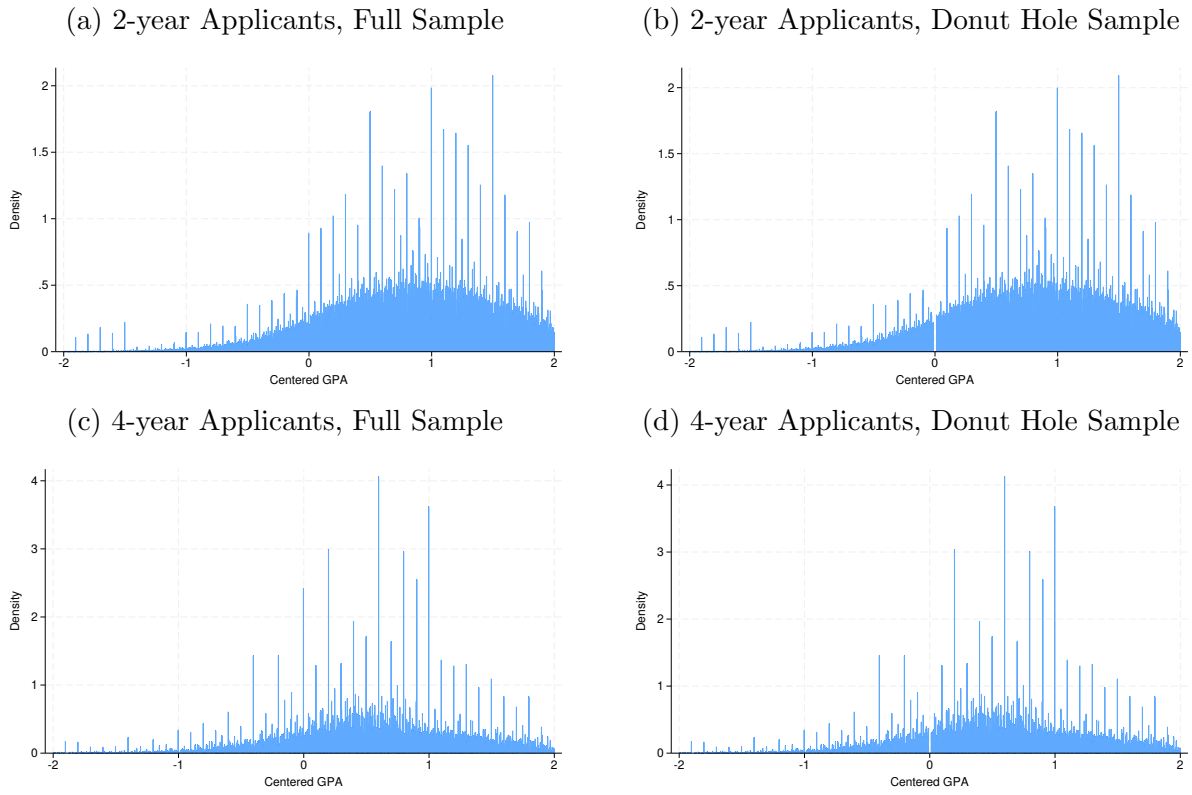 (a) 2-year Applicants, Full Sample
2
1.5
1
.5
0
Density
-2 -1 0 1 2
Centered GPA
(b) 2-year Applicants, Donut Hole Sample
2
1.5
1
.5
0
Density
-2 -1 0 1 2
Centered GPA
(c) 4-year Applicants, Full Sample
4
3
2
1
0
Density
-2 -1 0 1 2
Centered GPA
(d) 4-year Applicants, Donut Hole Sample
4
3
2
1
0
Density
-2 -1 0 1 2
Centered GPA